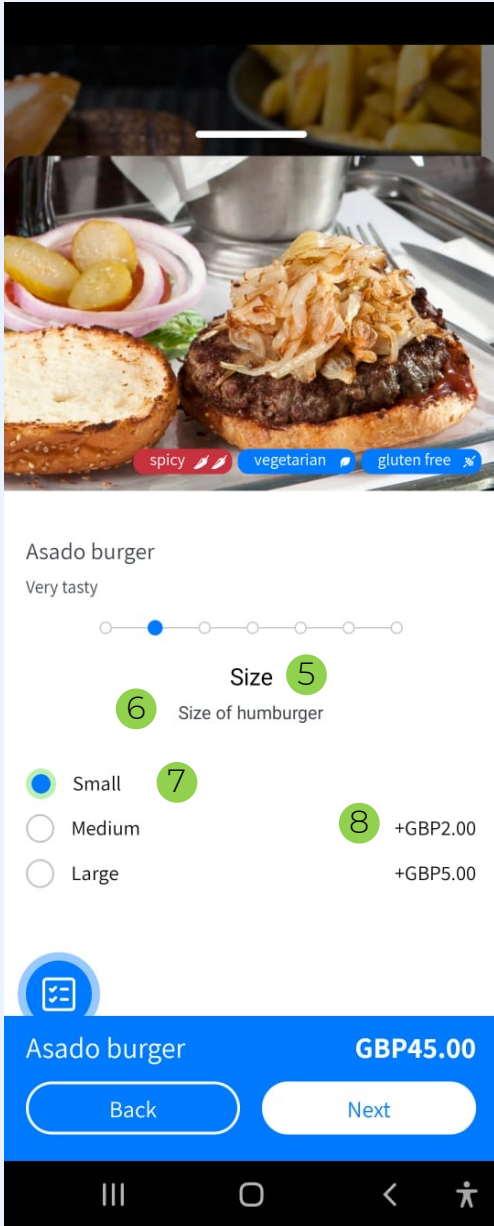 spicy vegetarian gluten free
Asado burger
Very tasty
Size 5
6 Size of humburger
Small 7
Medium 8 +GBP2.00
Large +GBP5.00
Asado burger GBP45.00
Back Next